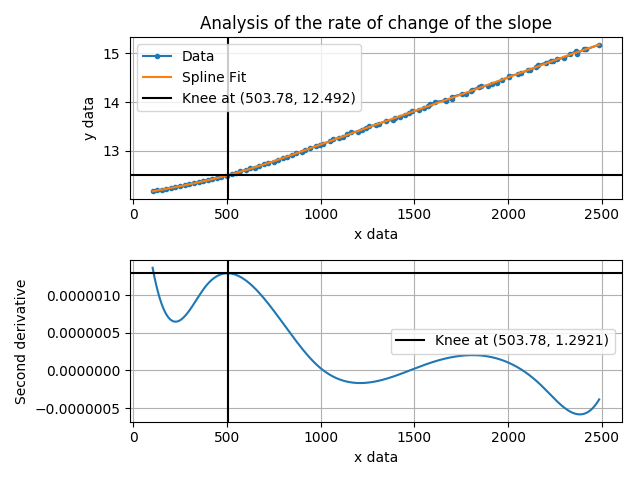 Analysis of the rate of change of the slope
15
14
13
y data
Data
Spline Fit
Knee at (503.78, 12.492)
0 500 1000 1500 2000 2500
x data
0.0000010
0.0000005
0.0000000
−0.0000005
Second derivative
Knee at (503.78, 1.2921)
0 500 1000 1500 2000 2500
x data